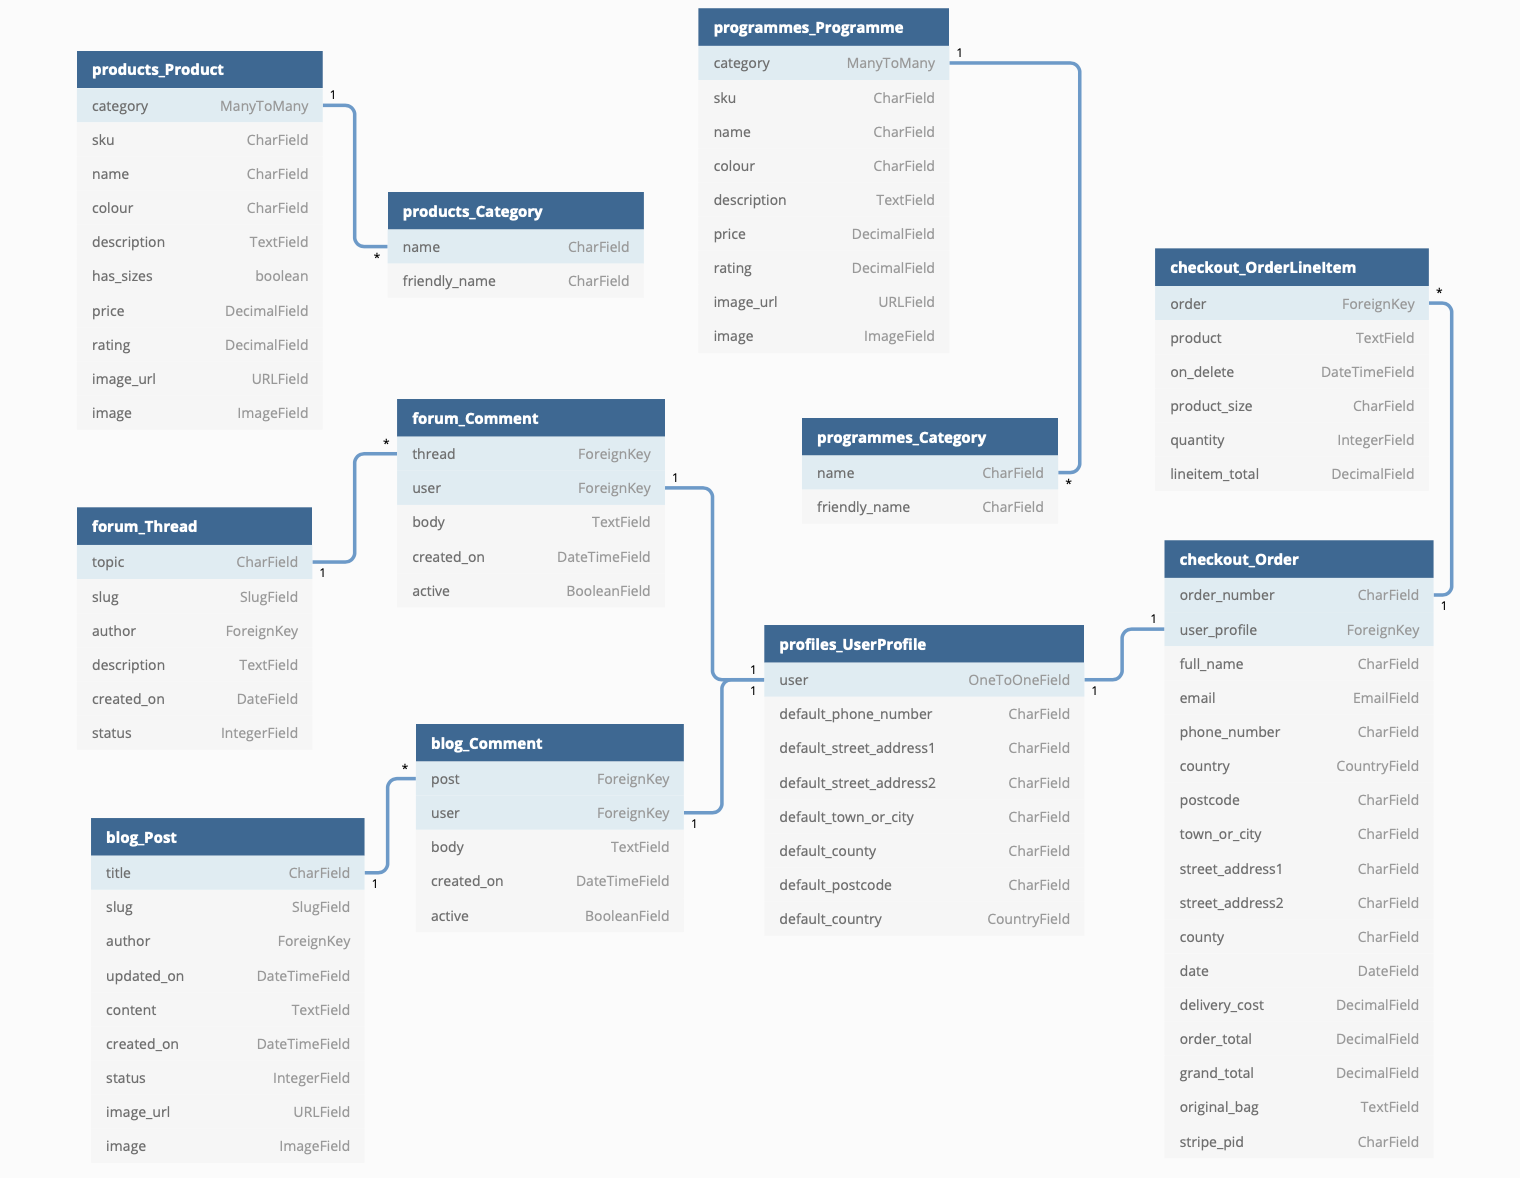 programmes_Programme
category ManyToMany
sku CharField
name CharField
colour CharField
description TextField
price DecimalField
rating DecimalField
image_url URLField
image ImageField
1
*
products_Product
category ManyToMany
sku CharField
name CharField
colour CharField
description TextField
has_sizes boolean
price DecimalField
rating DecimalField
image_url URLField
image ImageField
1
*
products_Category
name CharField
friendly_name CharField
checkout_OrderLineItem
order ForeignKey
product TextField
on_delete DateTimeField
product_size CharField
quantity IntegerField
lineitem_total DecimalField
*
1
forum_Comment
thread ForeignKey
user ForeignKey
body TextField
created_on DateTimeField
active BooleanField
*
1
programmes_Category
name CharField
friendly_name CharField
forum_Thread
topic CharField
slug SlugField
author ForeignKey
description TextField
created_on DateField
status IntegerField
1
checkout_Order
order_number CharField
user_profile ForeignKey
full_name CharField
email EmailField
phone_number CharField
country CountryField
postcode CharField
town_or_city CharField
street_address1 CharField
street_address2 CharField
county CharField
date DateField
delivery_cost DecimalField
order_total DecimalField
grand_total DecimalField
original_bag TextField
stripe_pid CharField
1
profiles_UserProfile
user OneToOneField
default_phone_number CharField
default_street_address1 CharField
default_street_address2 CharField
default_town_or_city CharField
default_county CharField
default_postcode CharField
default_country CountryField
1
1
1
blog_Comment
post ForeignKey
user ForeignKey
body TextField
created_on DateTimeField
active BooleanField
*
1
blog_Post
title CharField
slug SlugField
author ForeignKey
updated_on DateTimeField
content TextField
created_on DateTimeField
status IntegerField
image_url URLField
image ImageField
1